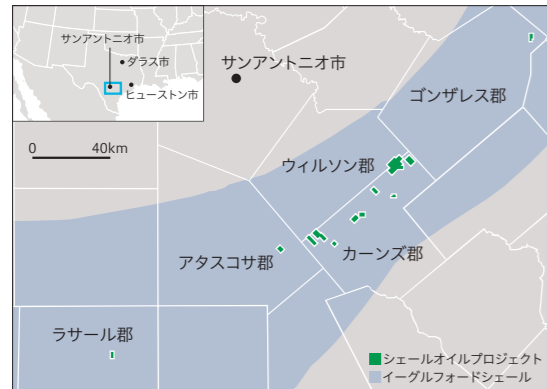 サンアントニオ市
ダラス市
ヒューストン市
サンアントニオ市
ゴンザレス郡
0 40km
ウィルソン郡
アタスコサ郡
カーンズ郡
ラサール郡
シェールオイルプロジェクト
イーグルフォードシェール